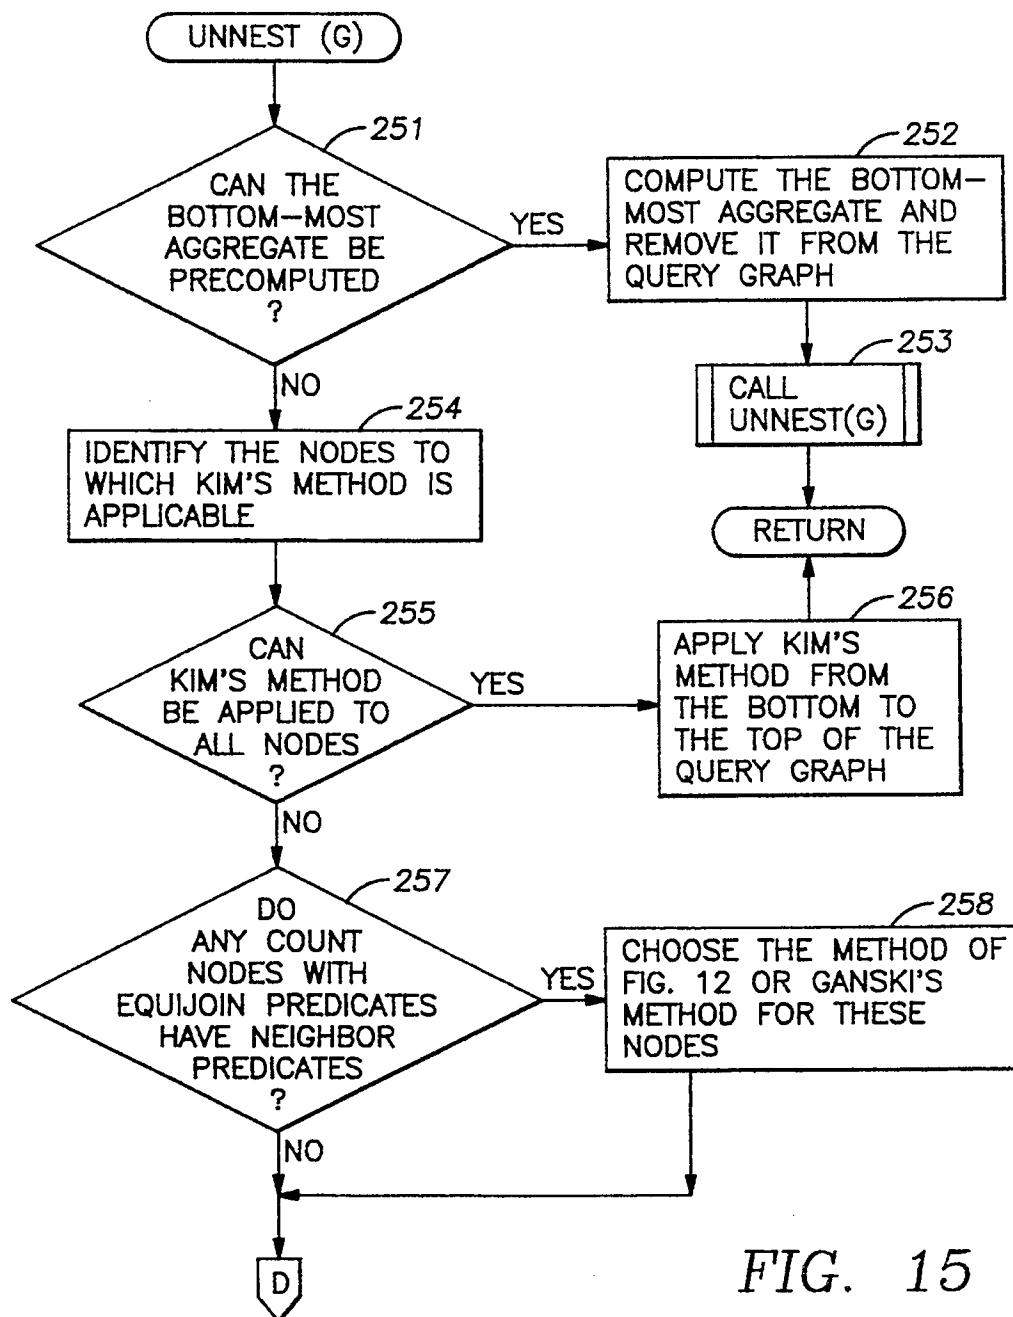 UNNEST (G)
251
CAN THE
BOTTOM-MOST
AGGREGATE BE
PRECOMPUTED
?
YES
252
COMPUTE THE BOTTOM-
MOST AGGREGATE AND
REMOVE IT FROM THE
QUERY GRAPH
253
CALL
UNNEST(G)
RETURN
NO
254
IDENTIFY THE NODES TO
WHICH KIM'S METHOD IS
APPLICABLE
255
CAN
KIM'S METHOD
BE APPLIED TO
ALL NODES
?
YES
256
APPLY KIM'S
METHOD FROM
THE BOTTOM TO
THE TOP OF THE
QUERY GRAPH
NO
257
DO
ANY COUNT
NODES WITH
EQUIJOIN PREDICATES
HAVE NEIGHBOR
PREDICATES
?
YES
258
CHOOSE THE METHOD OF
FIG. 12 OR GANSKI'S
METHOD FOR THESE
NODES
NO
D
FIG. 15